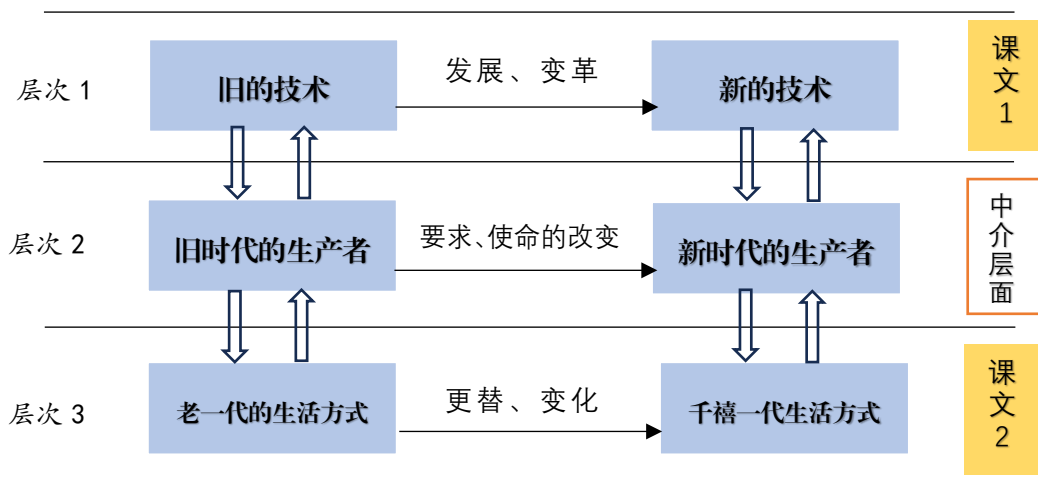 层次 1
旧的技术
发展、变革
新的技术
课文1
层次 2
旧时代的生产者
要求、使命的改变
新时代的生产者
中介层面
层次 3
老一代的生活方式
更替、变化
千禧一代生活方式
课文2